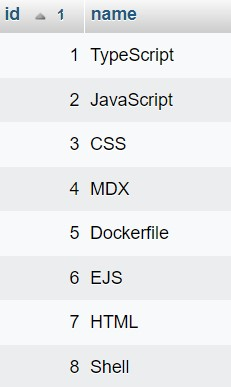 id 1 name
1 TypeScript
2 JavaScript
3 CSS
4 MDX
5 Dockerfile
6 EJS
7 HTML
8 Shell